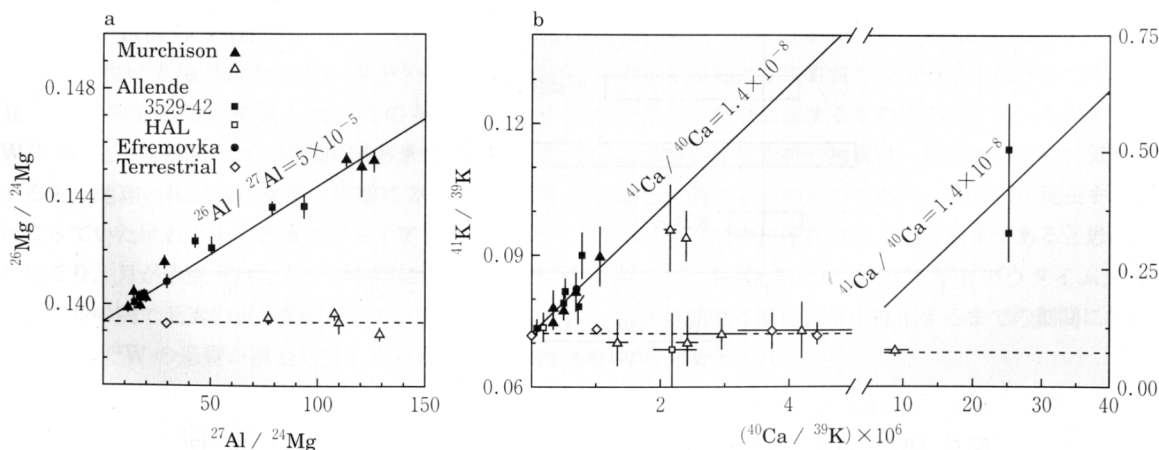 a
Murchison ▲
△
Allende
3529-42 ■
HAL □
Efremovka ●
Terrestrial ◇
²⁶Al / ²⁷Al=5×10⁻⁵
0.148
0.144
0.140
²⁶Mg / ²⁴Mg
50 100 150
²⁷Al / ²⁴Mg
b
⁴¹Ca / ⁴⁰Ca=1.4×10⁻⁸
⁴¹Ca / ⁴⁰Ca=1.4×10⁻⁸
0.12
0.09
0.06
⁴¹K / ³⁹K
0.75
0.50
0.25
0.00
0 2 4 10 20 30 40
(⁴⁰Ca / ³⁹K)×10⁶